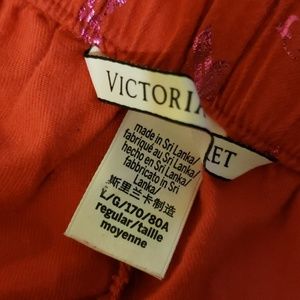 VICTORIA
RET
made in Sri Lanka/
fabriqué au Sri Lanka/
hecho en Sri Lanka/
fabbricato in Sri
Lanka/
斯里兰卡制造
L/G/170/80A
regular/taille
moyenne